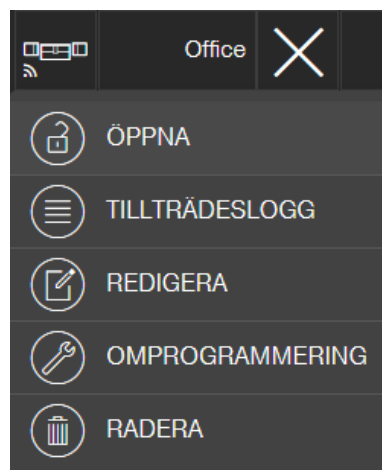 Office
ÖPPNA
TILLTRÄDESLOGG
REDIGERA
OMPROGRAMMERING
RADERA